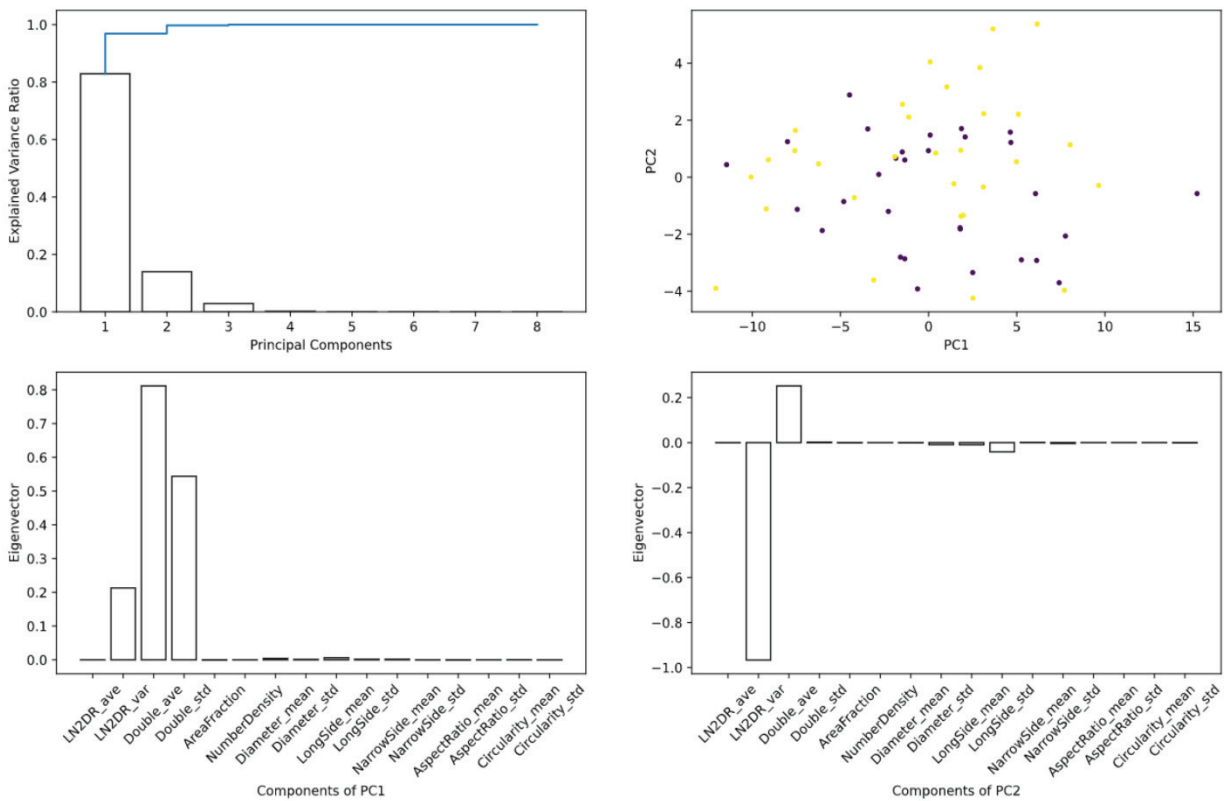 1.0
0.8
0.6
0.4
0.2
0.0
Explained Variance Ratio
1 2 3 4 5 6 7 8
Principal Components
4
2
0
−2
−4
PC2
−10 −5 0 5 10 15
PC1
0.8
0.7
0.6
0.5
0.4
0.3
0.2
0.1
0.0
Eigenvector
LN2DR_ave
LN2DR_var
Double_ave
Double_std
AreaFraction
NumberDensity
Diameter_mean
Diameter_std
LongSide_mean
LongSide_std
NarrowSide_mean
NarrowSide_std
AspectRatio_mean
AspectRatio_std
Circularity_mean
Circularity_std
Components of PC1
0.2
0.0
−0.2
−0.4
−0.6
−0.8
−1.0
Eigenvector
LN2DR_ave
LN2DR_var
Double_ave
Double_std
AreaFraction
NumberDensity
Diameter_mean
Diameter_std
LongSide_mean
LongSide_std
NarrowSide_mean
NarrowSide_std
AspectRatio_mean
AspectRatio_std
Circularity_mean
Circularity_std
Components of PC2